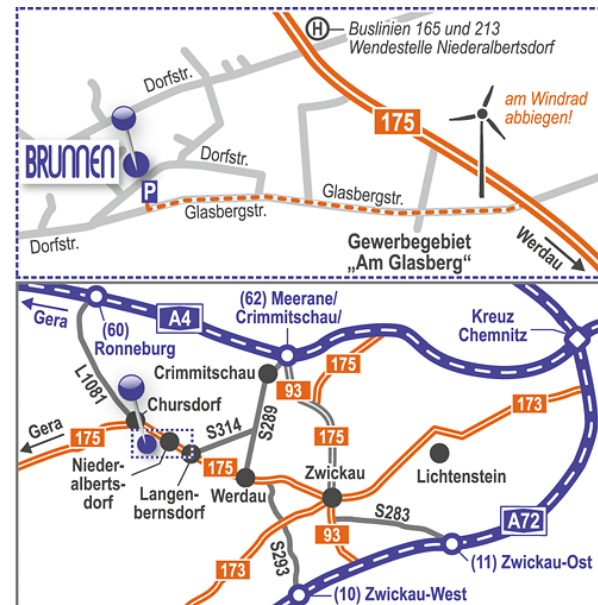 H
Buslinien 165 und 213
Wendestelle Niederalbertsdorf
Dorfstr.
am Windrad
abbiegen!
175
BRUNNEN
Dorfstr.
P
Glasbergstr.
Glasbergstr.
Dorfstr.
Gewerbegebiet
„Am Glasberg“
Werdau
Gera
(60)
Ronneburg
A4
(62) Meerane/
Crimmitschau/
Kreuz
Chemnitz
L1081
Crimmitschau
93
175
173
Chursdorf
S314
S289
175
Gera
175
Nieder-
alberts-
dorf
Langen-
bernsdorf
175
Werdau
Zwickau
Lichtenstein
S293
93
S283
A72
173
(11) Zwickau-Ost
(10) Zwickau-West